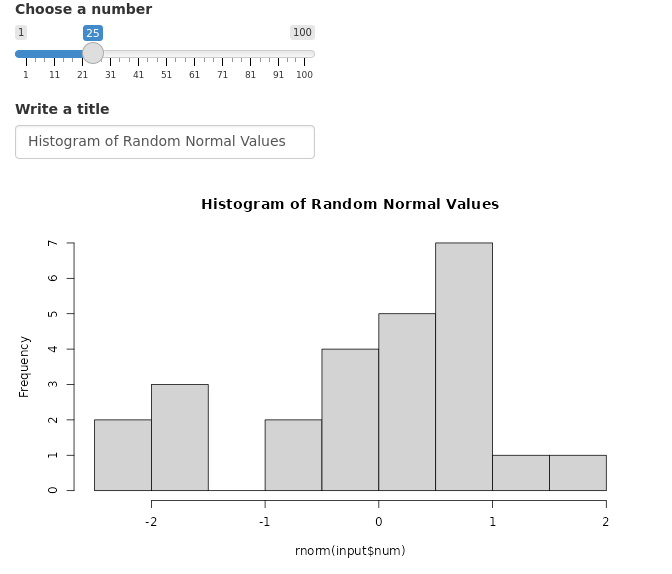 Choose a number
1 25 100
1 11 21 31 41 51 61 71 81 91 100
Write a title
Histogram of Random Normal Values
Histogram of Random Normal Values
7
6
5
4
3
2
1
0
Frequency
-2 -1 0 1 2
rnorm(input$num)